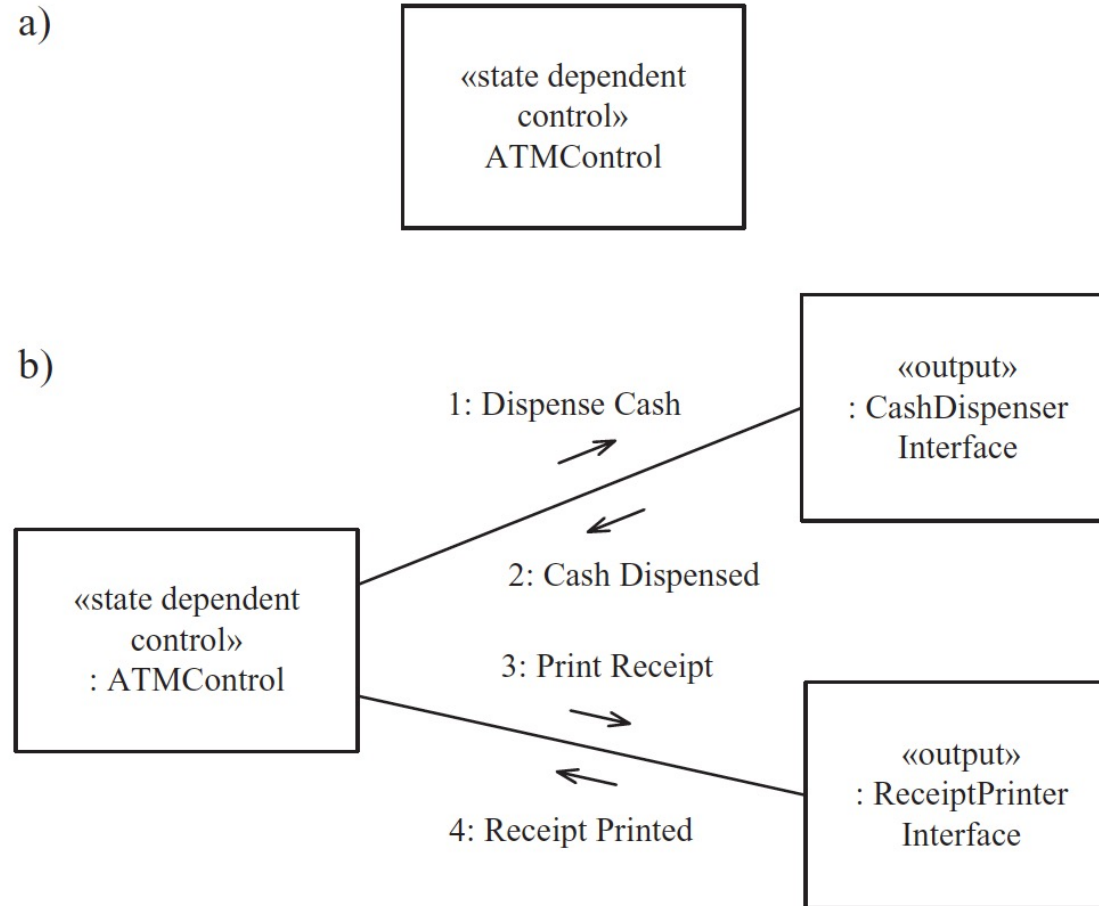 a)
«state dependent
control»
ATMControl
b)
«output»
: CashDispenser
Interface
1: Dispense Cash
2: Cash Dispensed
«state dependent
control»
: ATMControl
3: Print Receipt
4: Receipt Printed
«output»
: ReceiptPrinter
Interface